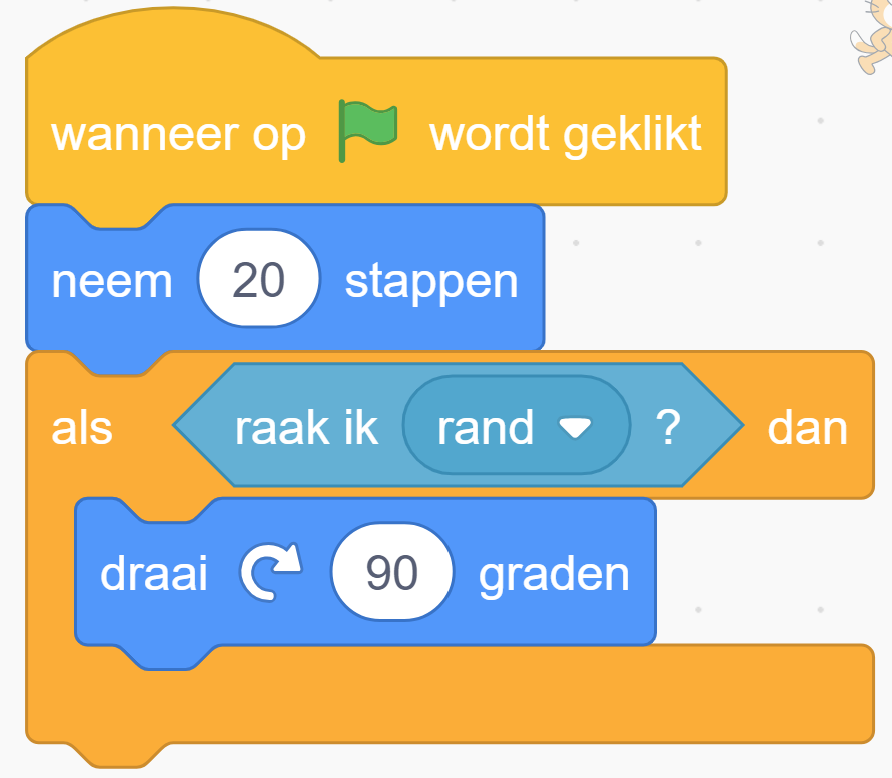 wanneer op wordt geklikt
neem 20 stappen
als raak ik rand ? dan
draai 90 graden